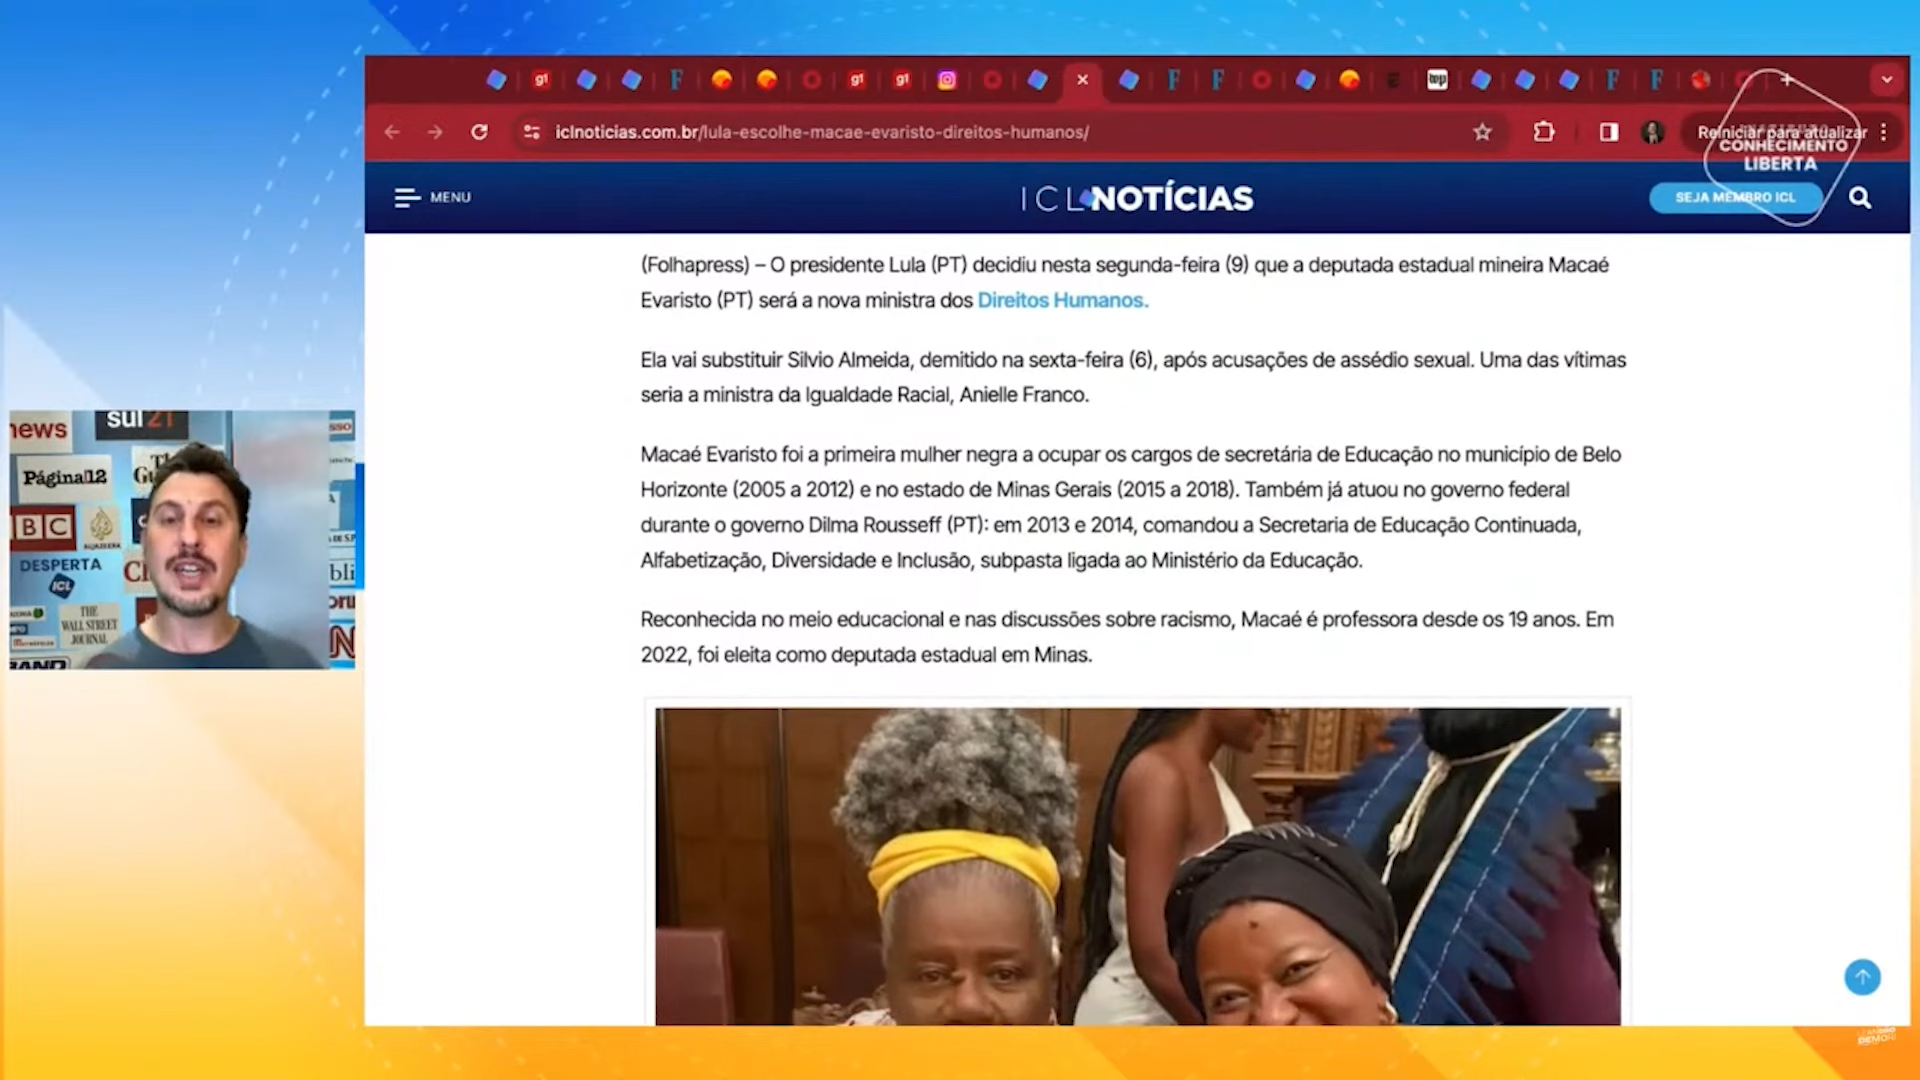 iclnoticias.com.br/lula-escolhe-macae-evaristo-direitos-humanos/
Reiniciar para atualizar
CONHECIMENTO
LIBERTA
MENU
ICL NOTÍCIAS
SEJA MEMBRO ICL
(Folhapress) – O presidente Lula (PT) decidiu nesta segunda-feira (9) que a deputada estadual mineira Macaé
Evaristo (PT) será a nova ministra dos Direitos Humanos.
Ela vai substituir Silvio Almeida, demitido na sexta-feira (6), após acusações de assédio sexual. Uma das vítimas
seria a ministra da Igualdade Racial, Anielle Franco.
Macaé Evaristo foi a primeira mulher negra a ocupar os cargos de secretária de Educação no município de Belo
Horizonte (2005 a 2012) e no estado de Minas Gerais (2015 a 2018). Também já atuou no governo federal
durante o governo Dilma Rousseff (PT): em 2013 e 2014, comandou a Secretaria de Educação Continuada,
Alfabetização, Diversidade e Inclusão, subpasta ligada ao Ministério da Educação.
Reconhecida no meio educacional e nas discussões sobre racismo, Macaé é professora desde os 19 anos. Em
2022, foi eleita como deputada estadual em Minas.
news
sul21
Página12
BBC
ALJAZEERA
DESPERTA
ICL
THE
WALL STREET
JOURNAL
BAND
DEMORI